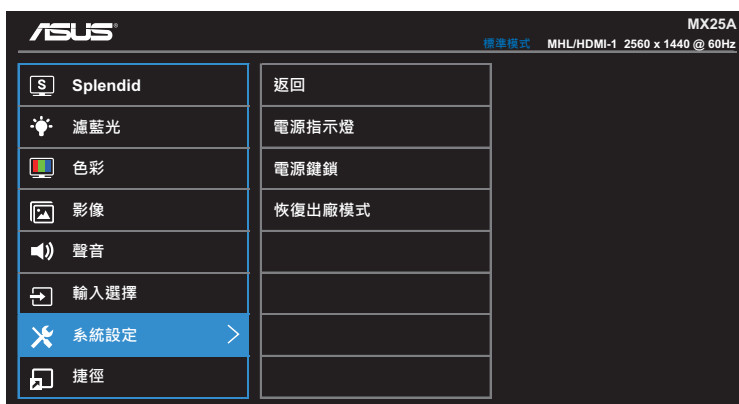 ASUS®
MX25A
標準模式 MHL/HDMI-1 2560 x 1440 @ 60Hz
S Splendid
濾藍光
色彩
影像
聲音
輸入選擇
系統設定
捷徑
返回
電源指示燈
電源鍵鎖
恢復出廠模式